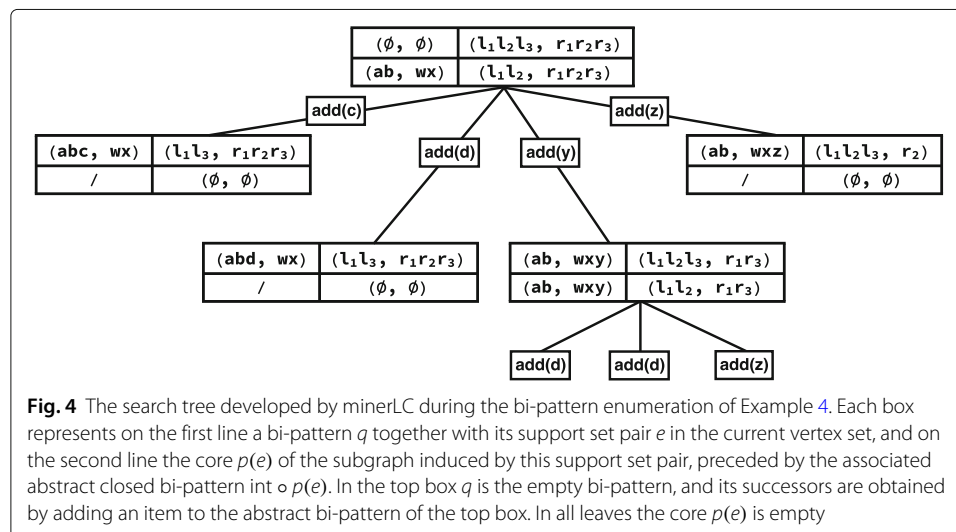 (∅, ∅) (l₁l₂l₃, r₁r₂r₃)
(ab, wx) (l₁l₂, r₁r₂r₃)
add(c) add(z)
add(d) add(y)
(abc, wx) (l₁l₃, r₁r₂r₃)
/ (∅, ∅)
(ab, wxz) (l₁l₂l₃, r₂)
/ (∅, ∅)
(abd, wx) (l₁l₃, r₁r₂r₃)
/ (∅, ∅)
(ab, wxy) (l₁l₂l₃, r₁r₃)
(ab, wxy) (l₁l₂, r₁r₃)
add(d) add(d) add(z)
Fig. 4 The search tree developed by minerLC during the bi-pattern enumeration of Example 4. Each box
represents on the first line a bi-pattern q together with its support set pair e in the current vertex set, and on
the second line the core p(e) of the subgraph induced by this support set pair, preceded by the associated
abstract closed bi-pattern int ∘ p(e). In the top box q is the empty bi-pattern, and its successors are obtained
by adding an item to the abstract bi-pattern of the top box. In all leaves the core p(e) is empty